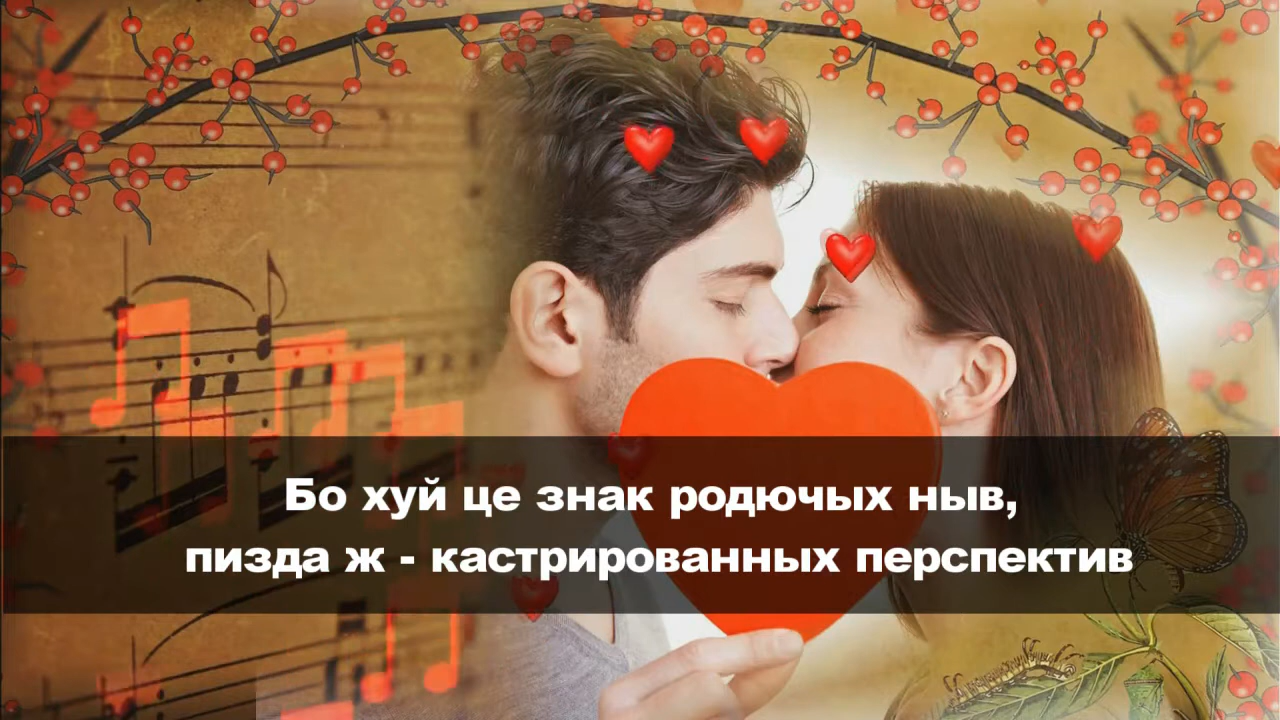 Бо хуй це знак родючых ныв,
пизда ж - кастрированных перспектив